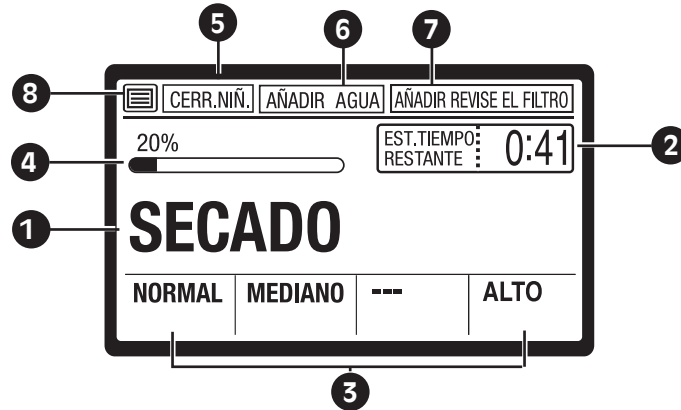 5 6 7
8 CERR.NIÑ. AÑADIR AGUA AÑADIR REVISE EL FILTRO
20% EST.TIEMPO RESTANTE 0:41 2
4
1 SECADO
NORMAL MEDIANO --- ALTO
3